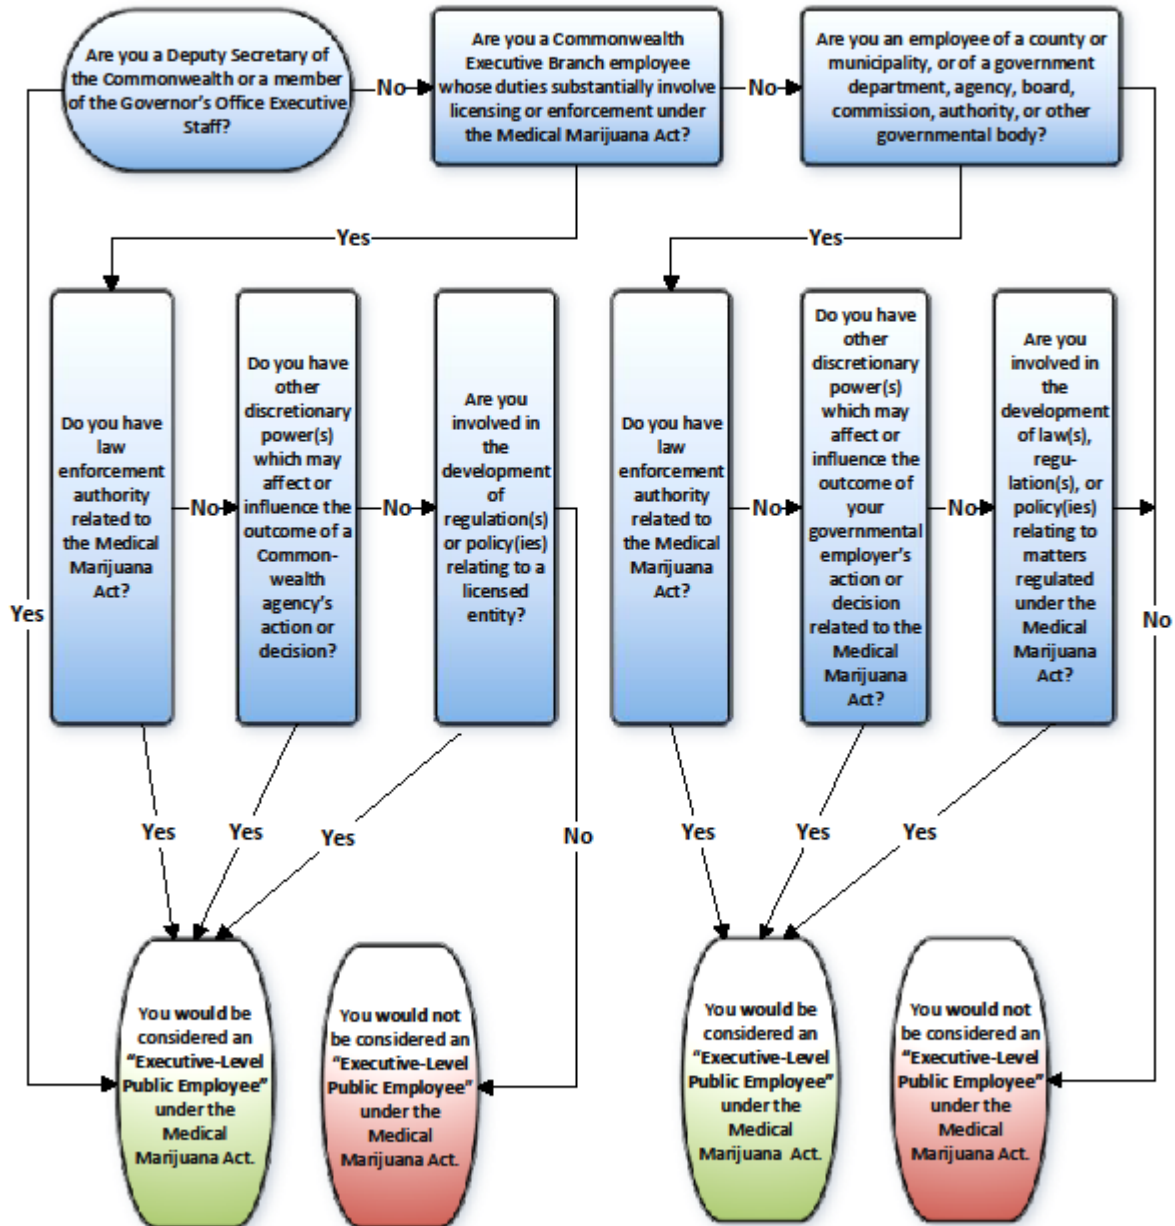 Are you a Deputy Secretary of
the Commonwealth or a member
of the Governor's Office Executive
Staff?
No
Are you a Commonwealth
Executive Branch employee
whose duties substantially involve
licensing or enforcement under
the Medical Marijuana Act?
No
Are you an employee of a county or
municipality, or of a government
department, agency, board,
commission, authority, or other
governmental body?
Yes
Yes
Do you have
law
enforcement
authority
related to
the Medical
Marijuana
Act?
No
Do you have
other
discretionary
power(s)
which may
affect or
influence the
outcome of a
Common-
wealth
agency's
action or
decision?
No
Are you
involved in
the
development
of
regulation(s)
or policy(ies)
relating to a
licensed
entity?
Do you have
law
enforcement
authority
related to
the Medical
Marijuana
Act?
No
Do you have
other
discretionary
power(s)
which may
affect or
influence the
outcome of
your
governmental
employer's
action or
decision
related to the
Medical
Marijuana
Act?
No
Are you
involved in
the
development
of law(s),
regu-
lation(s), or
policy(ies)
relating to
matters
regulated
under the
Medical
Marijuana
Act?
Yes
No
Yes
Yes
Yes
No
Yes
Yes
Yes
You would be
considered an
“Executive-Level
Public Employee”
under the
Medical
Marijuana Act.
You would not
be considered an
“Executive-Level
Public Employee”
under the
Medical
Marijuana Act.
You would be
considered an
“Executive-Level
Public Employee”
under the
Medical
Marijuana Act.
You would not
be considered an
“Executive-Level
Public Employee”
under the
Medical
Marijuana Act.